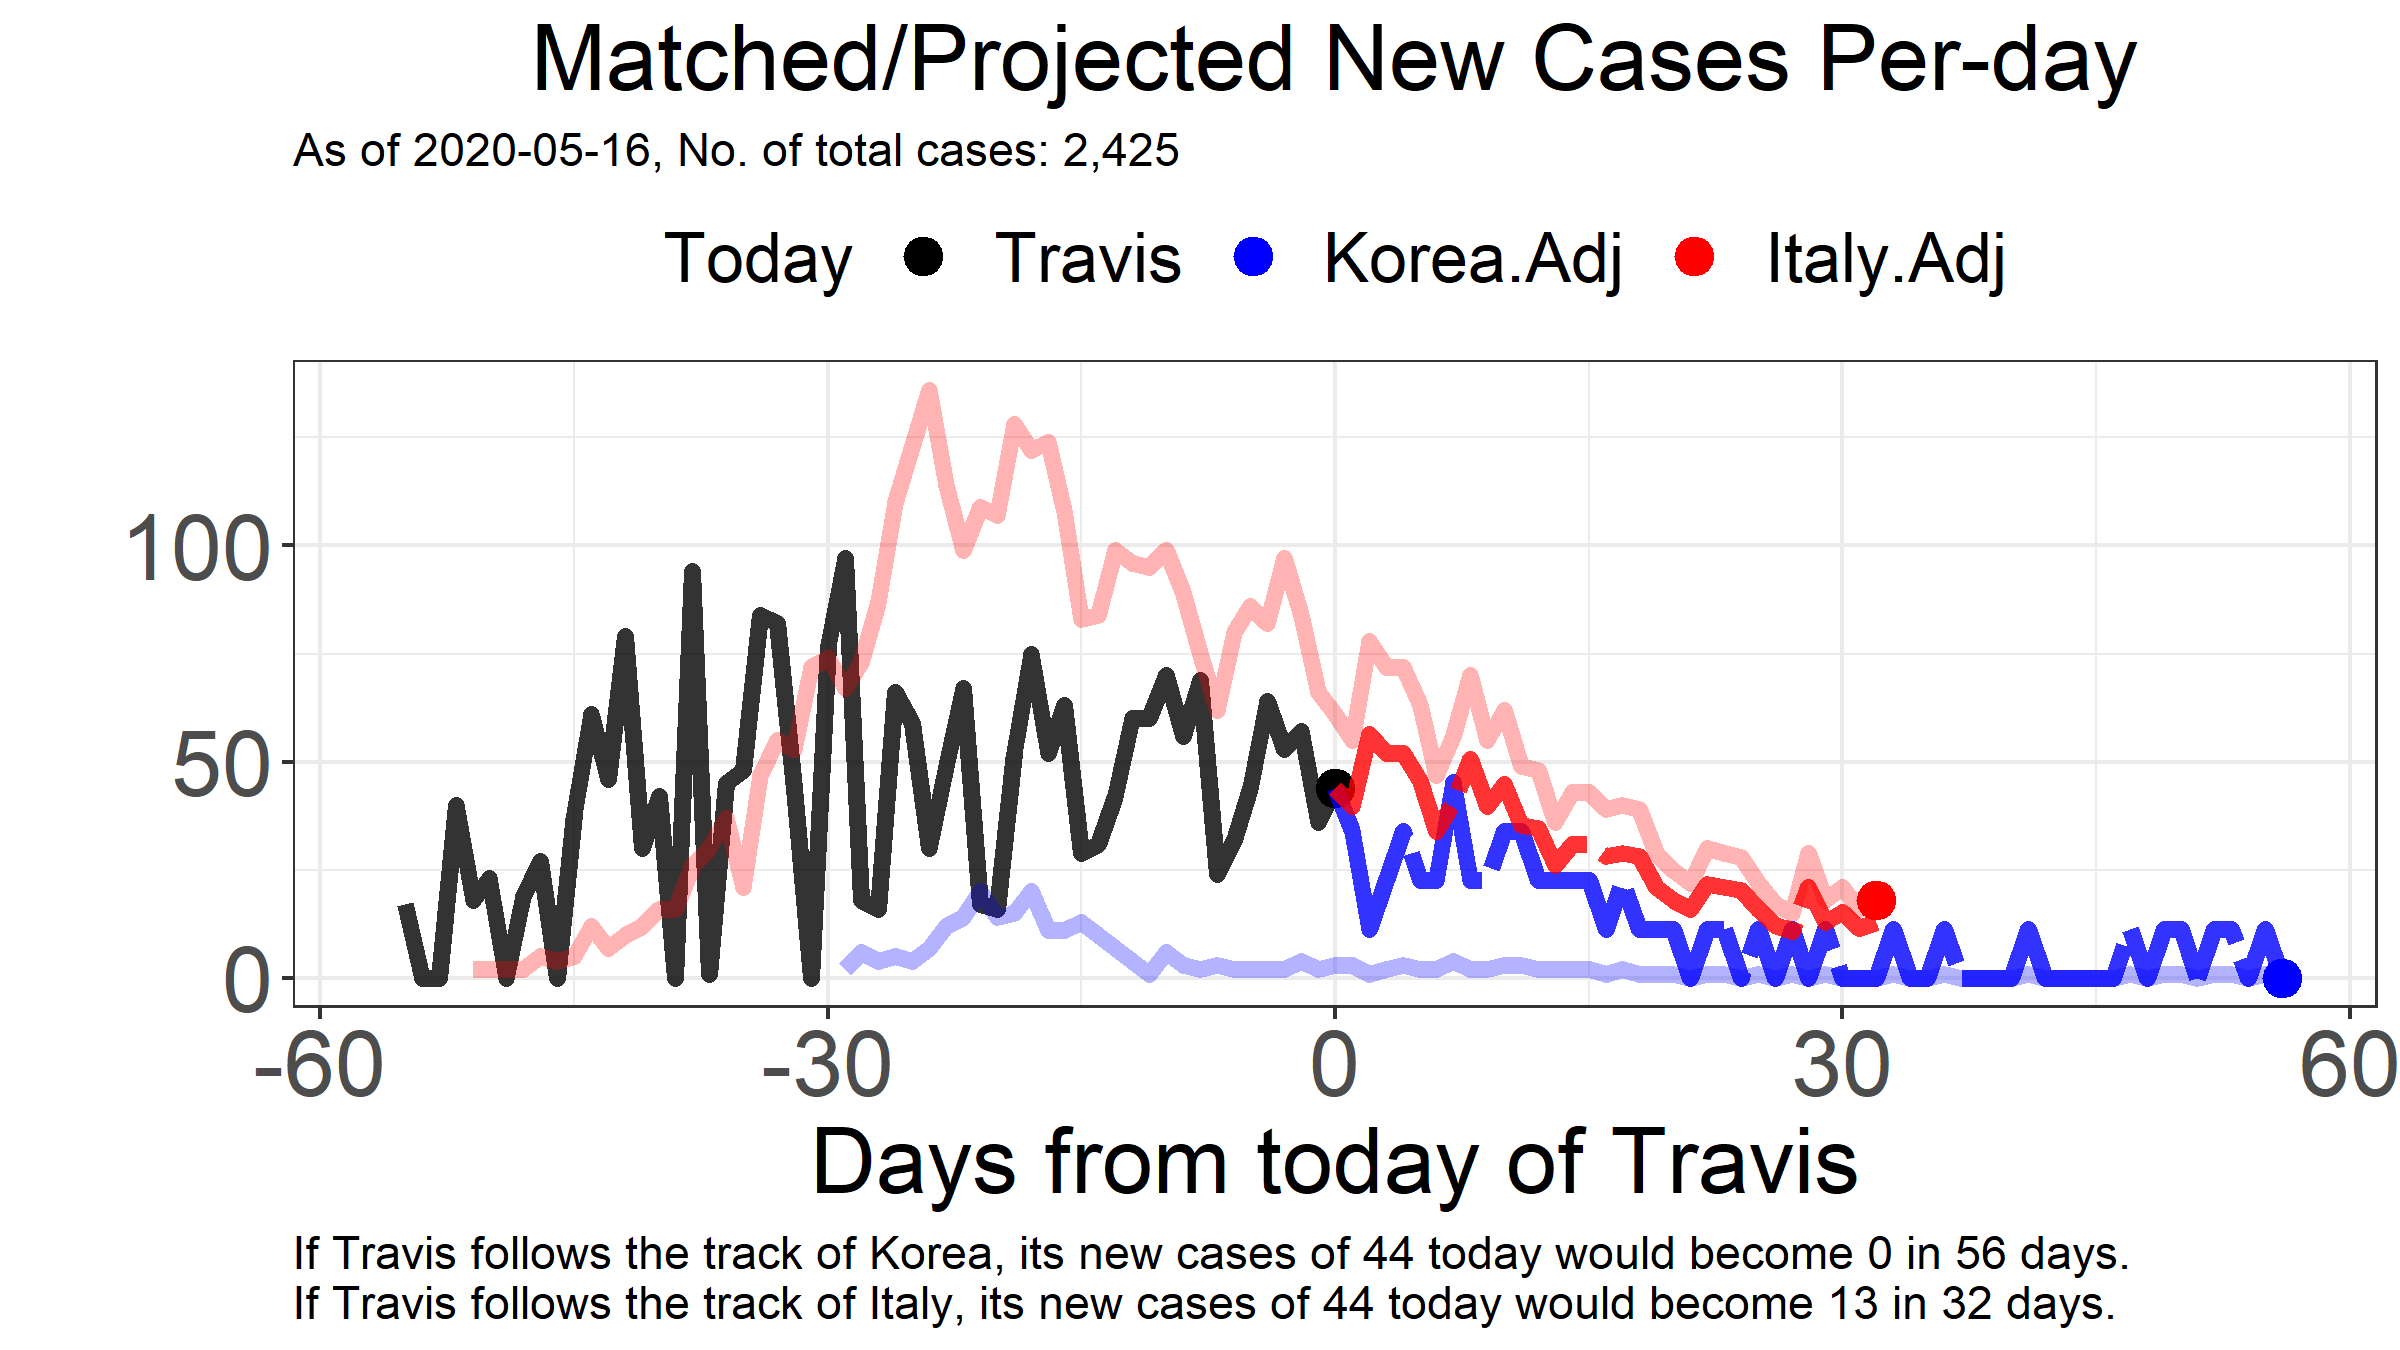 Matched/Projected New Cases Per-day
As of 2020-05-16, No. of total cases: 2,425
Today Travis Korea.Adj Italy.Adj
100
50
0
-60 -30 0 30 60
Days from today of Travis
If Travis follows the track of Korea, its new cases of 44 today would become 0 in 56 days.
If Travis follows the track of Italy, its new cases of 44 today would become 13 in 32 days.